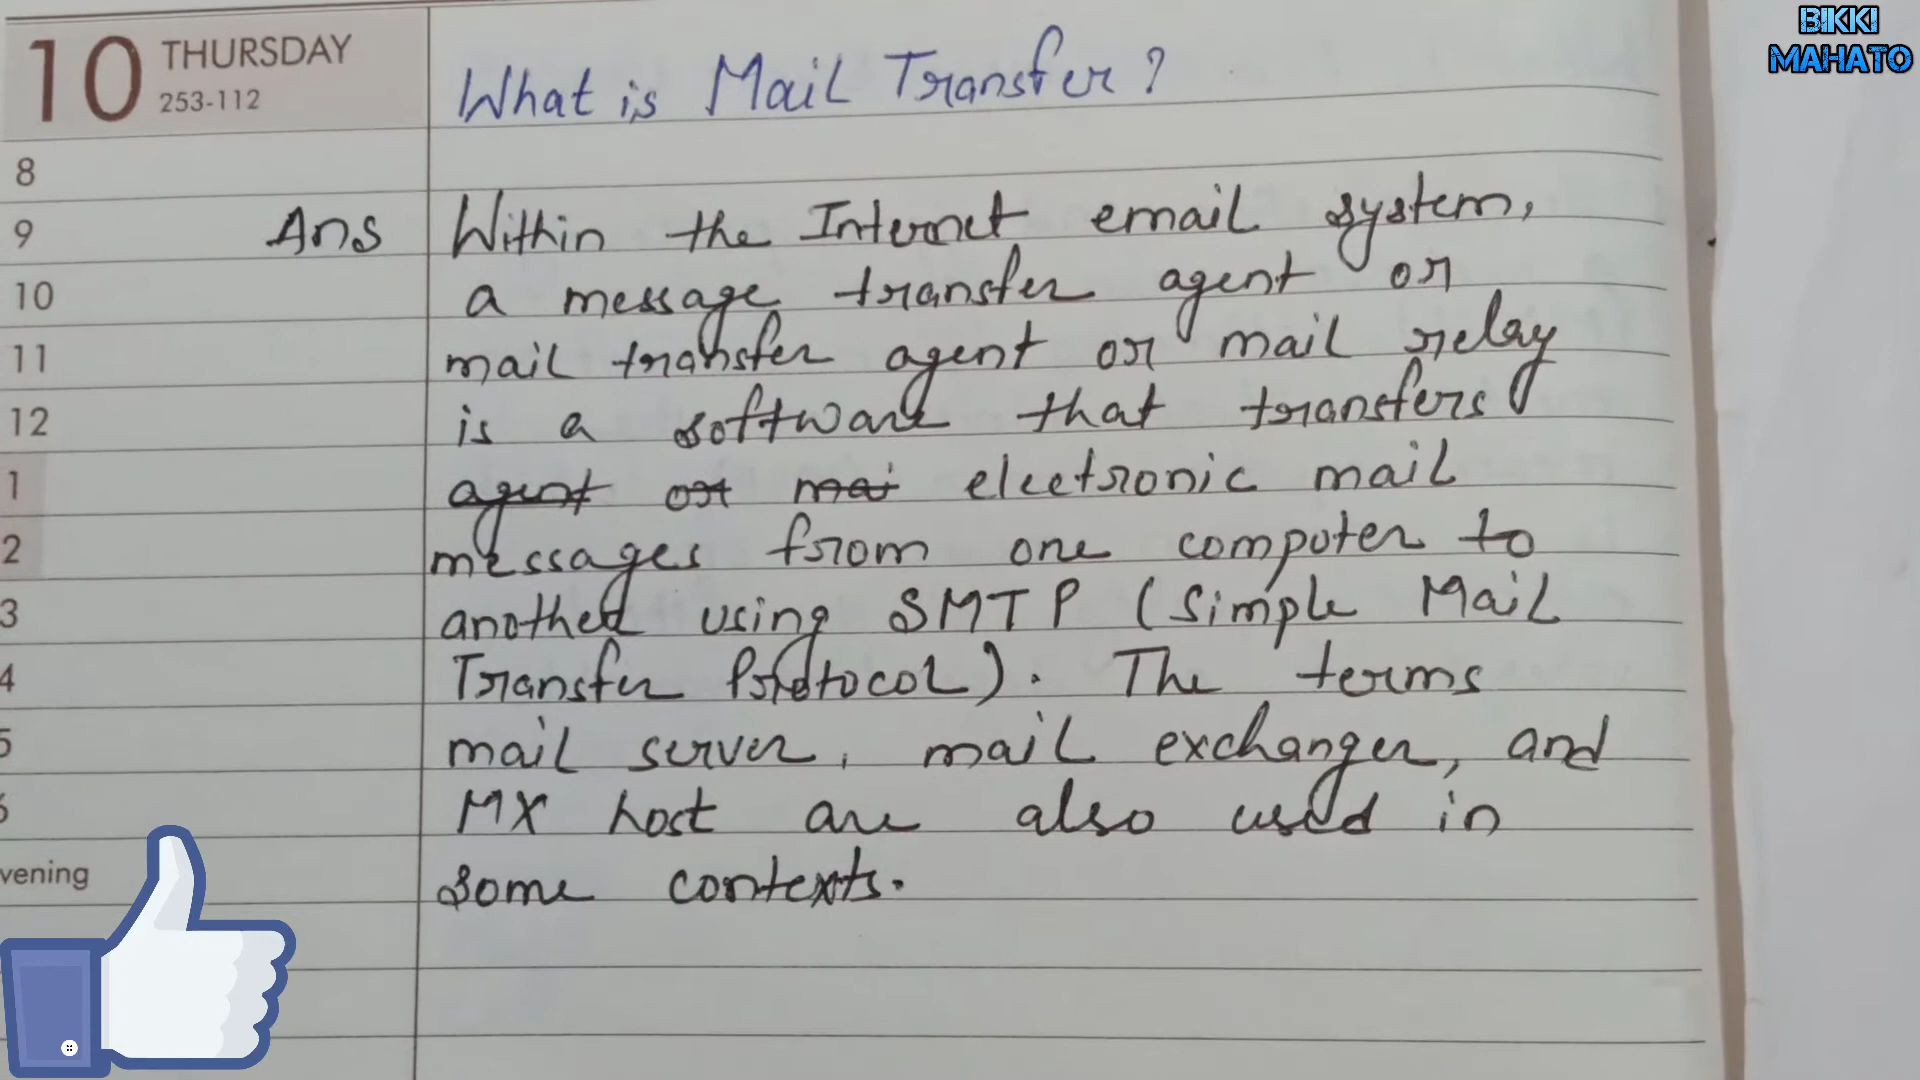 BIKKI
MAHATO
10 THURSDAY
253-112
What is Mail Transfer?
8
9
Ans Within the Internet email system,
10
a message transfer agent or
11
mail transfer agent or mail relay
12
is a software that transfers
1
agent or mai electronic mail
2
messages from one computer to
3
another using SMTP (Simple Mail
4
Transfer Protocol). The terms
5
mail server, mail exchanger, and
6
MX host are also used in
vening
some contexts.